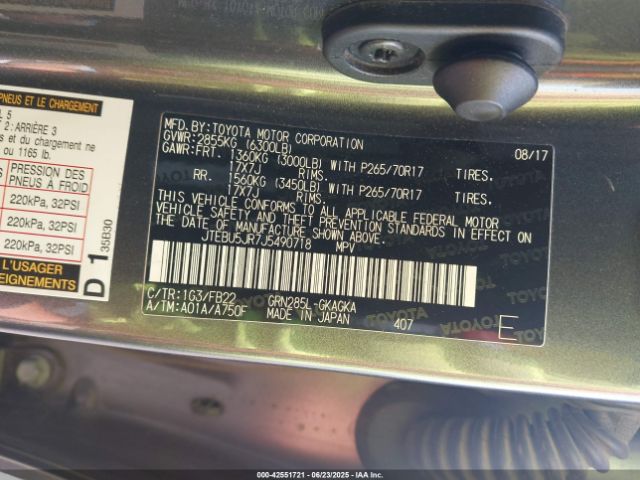 PNEUS ET LE CHARGEMENT
5
2: ARRIÈRE 3
et du chargement ne
ou 1165 lb.
PRESSION DES
PNEUS À FROID
220kPa, 32PSI
220kPa, 32PSI
220kPa, 32PSI
L'USAGER
D 1 35B30
MFD.BY:TOYOTA MOTOR CORPORATION 08/17
GVWR:2855KG (6300LB)
GAWR:FRT. 1360KG (3000LB) WITH P265/70R17 TIRES.
17X7J RIMS.
RR. 1560KG (3450LB) WITH P265/70R17 TIRES.
17X7J RIMS.
THIS VEHICLE CONFORMS TO ALL APPLICABLE FEDERAL MOTOR
VEHICLE SAFETY AND THEFT PREVENTION STANDARDS IN EFFECT ON
THE DATE OF MANUFACTURE SHOWN ABOVE.
JTEBU5JR7J5490718 MPV
C/TR:1G3/FB22 GRN285L-GKAGKA
A/TM:A01A/A750F MADE IN JAPAN 407 E
00-42551721 - 06/23/2025 - IAAI.CA